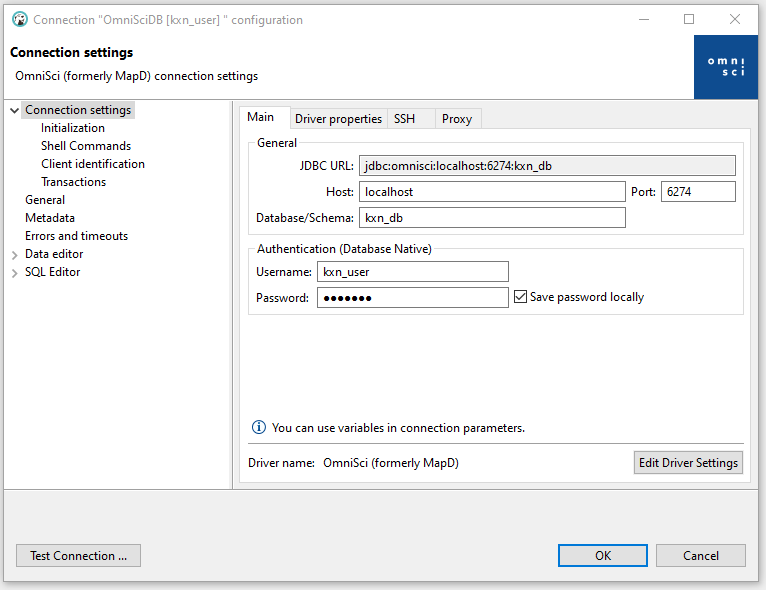 Connection "OmniSciDB [kxn_user] " configuration
Connection settings
OmniSci (formerly MapD) connection settings
omni
sci
Connection settings
Initialization
Shell Commands
Client identification
Transactions
General
Metadata
Errors and timeouts
Data editor
SQL Editor
Main Driver properties SSH Proxy
General
JDBC URL: jdbc:omnisci:localhost:6274:kxn_db
Host: localhost Port: 6274
Database/Schema: kxn_db
Authentication (Database Native)
Username: kxn_user
Password: ●●●●●●● Save password locally
You can use variables in connection parameters.
Driver name: OmniSci (formerly MapD) Edit Driver Settings
Test Connection ... OK Cancel